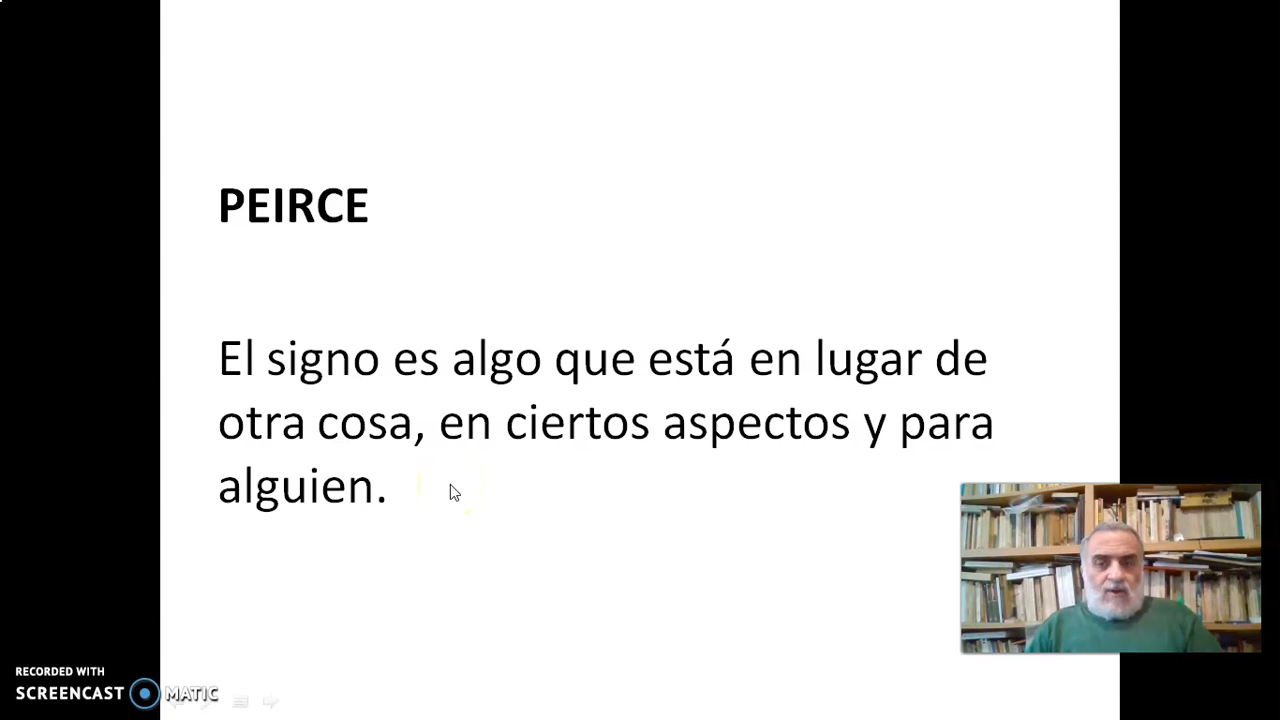 PEIRCE
El signo es algo que está en lugar de
otra cosa, en ciertos aspectos y para
alguien.
RECORDED WITH
SCREENCAST MATIC